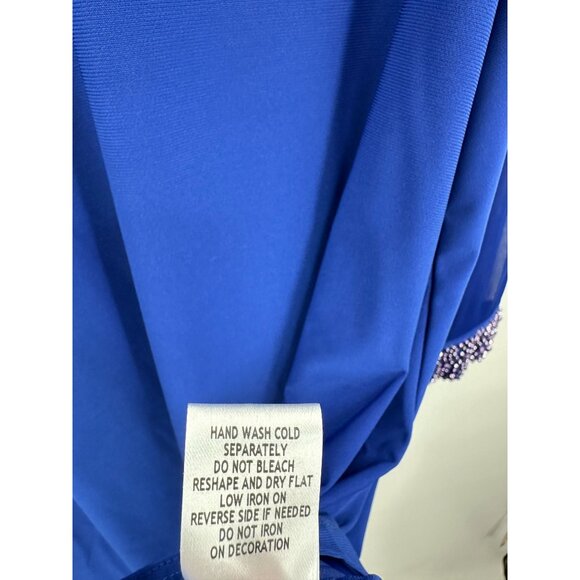 HAND WASH COLD
SEPARATELY
DO NOT BLEACH
RESHAPE AND DRY FLAT
LOW IRON ON
REVERSE SIDE IF NEEDED
DO NOT IRON
ON DECORATION